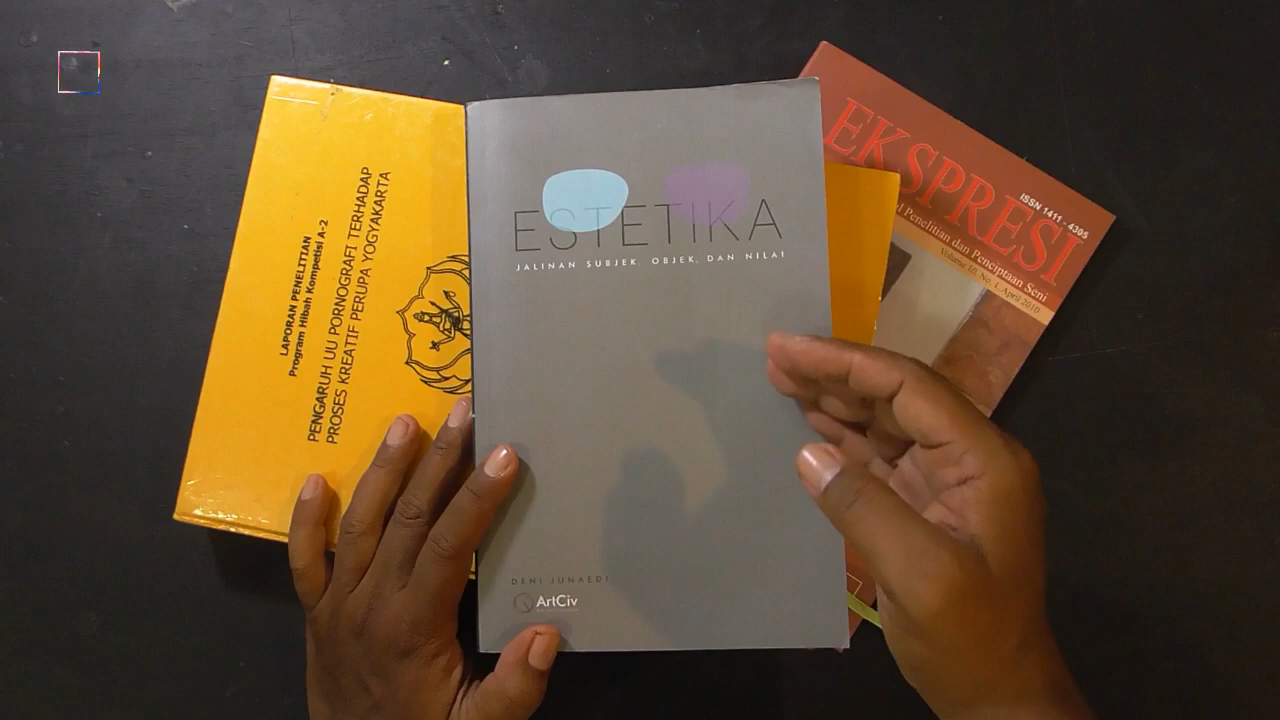 LAPORAN PENELITIAN
Program Hibah Kompetisi A-2
PENGARUH UU PORNOGRAFI TERHADAP
PROSES KREATIF PERUPA YOGYAKARTA
ESTETIKA
JALINAN SUBJEK, OBJEK, DAN NILAI
DENI JUNAEDI
ArtCiv
EKSPRESI
ISSN 1411 - 4305
Penelitian dan Penciptaan Seni
Volume 10, No. 1, April 2010